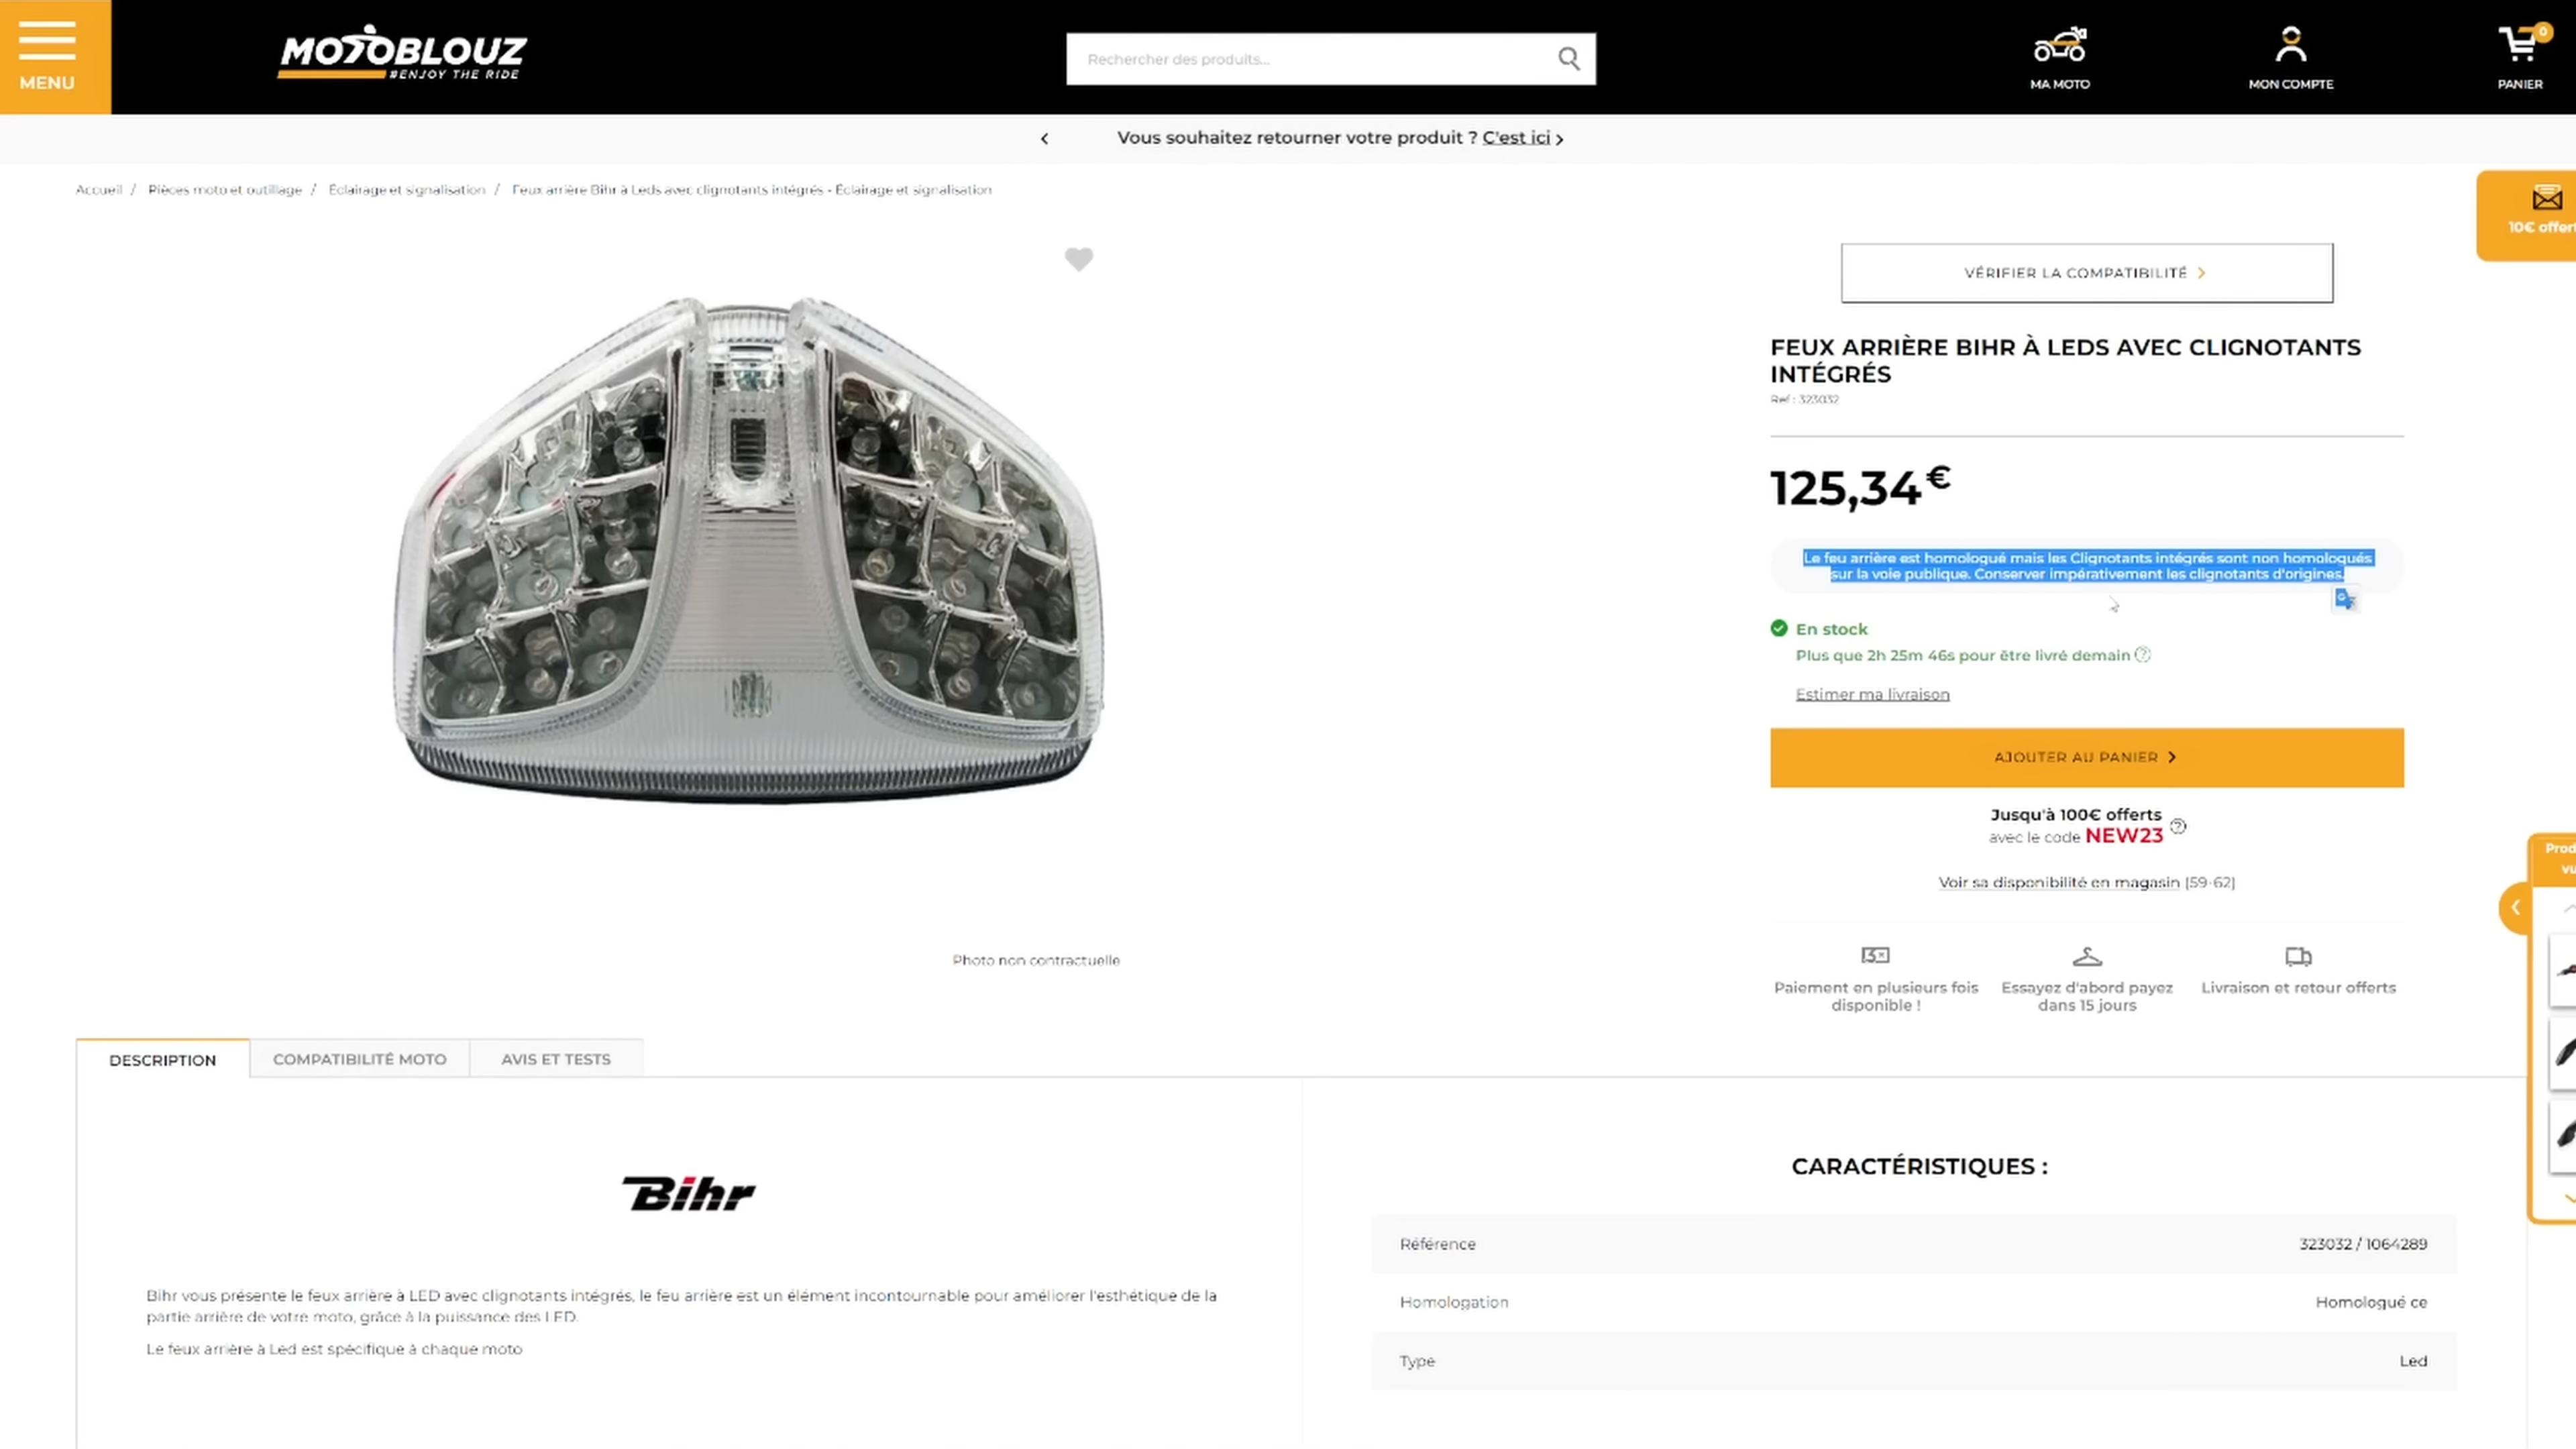 MENU
MOTOBLOUZ
#ENJOY THE RIDE
Rechercher des produits...
MA MOTO
MON COMPTE
0
PANIER
Vous souhaitez retourner votre produit ? C'est ici
Accueil / Pièces moto et outillage / Éclairage et signalisation / Feux arrière Bihr à Leds avec clignotants intégrés - Éclairage et signalisation
10€ offert
VÉRIFIER LA COMPATIBILITÉ
FEUX ARRIÈRE BIHR À LEDS AVEC CLIGNOTANTS
INTÉGRÉS
Ref : 323032
125,34€
Le feu arrière est homologué mais les Clignotants intégrés sont non homologués
sur la voie publique. Conserver impérativement les clignotants d'origines.
En stock
Plus que 2h 25m 46s pour être livré demain
Estimer ma livraison
AJOUTER AU PANIER
Jusqu'à 100€ offerts
avec le code NEW23
Voir sa disponibilité en magasin (59-62)
Prod
vu
Photo non contractuelle
Paiement en plusieurs fois
disponible !
Essayez d'abord payez
dans 15 jours
Livraison et retour offerts
DESCRIPTION
COMPATIBILITÉ MOTO
AVIS ET TESTS
Bihr
Bihr vous présente le feux arrière à LED avec clignotants intégrés, le feu arrière est un élément incontournable pour améliorer l'esthétique de la
partie arrière de votre moto, grâce à la puissance des LED.
Le feux arrière à Led est spécifique à chaque moto
CARACTÉRISTIQUES :
Référence 323032 / 1064289
Homologation Homologué ce
Type Led